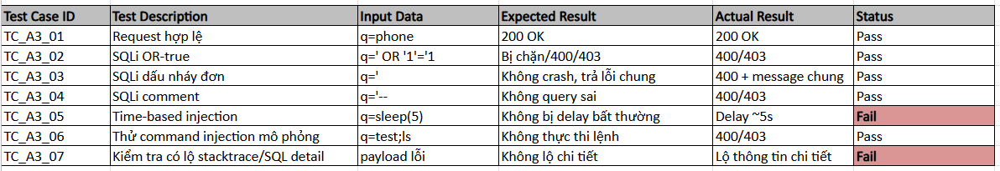 Test Case ID Test Description Input Data Expected Result Actual Result Status
TC_A3_01 Request hợp lệ q=phone 200 OK 200 OK Pass
TC_A3_02 SQLi OR-true q=' OR '1'='1 Bị chặn/400/403 400/403 Pass
TC_A3_03 SQLi dấu nháy đơn q=' Không crash, trả lỗi chung 400 + message chung Pass
TC_A3_04 SQLi comment q='-- Không query sai 400/403 Pass
TC_A3_05 Time-based injection q=sleep(5) Không bị delay bất thường Delay ~5s Fail
TC_A3_06 Thử command injection mô phỏng q=test;ls Không thực thi lệnh 400/403 Pass
TC_A3_07 Kiểm tra có lộ stacktrace/SQL detail payload lỗi Không lộ chi tiết Lộ thông tin chi tiết Fail